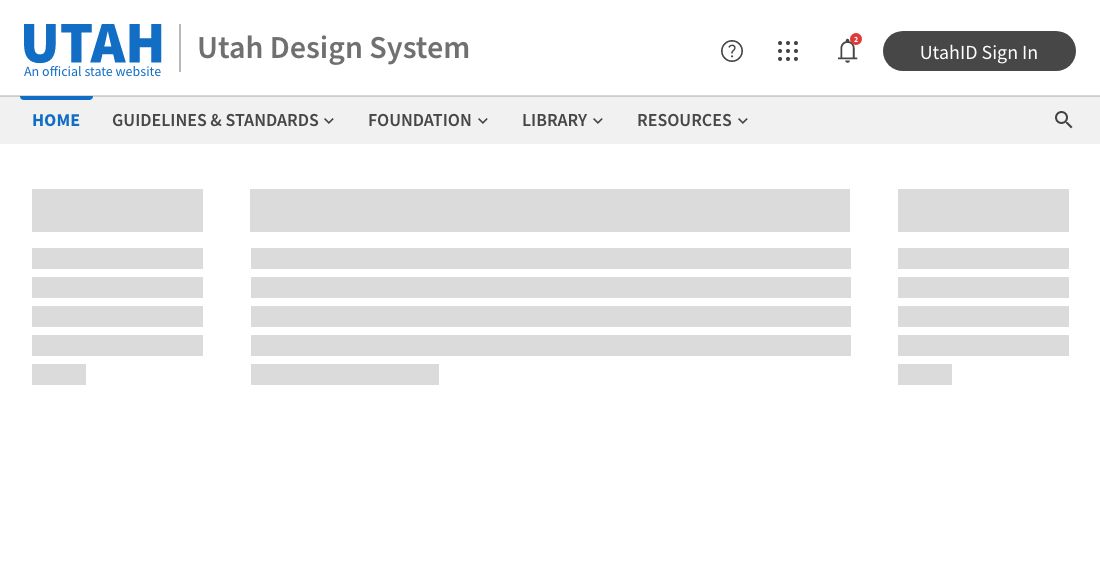 UTAH
An official state website
Utah Design System
2
UtahID Sign In
HOME GUIDELINES & STANDARDS FOUNDATION LIBRARY RESOURCES